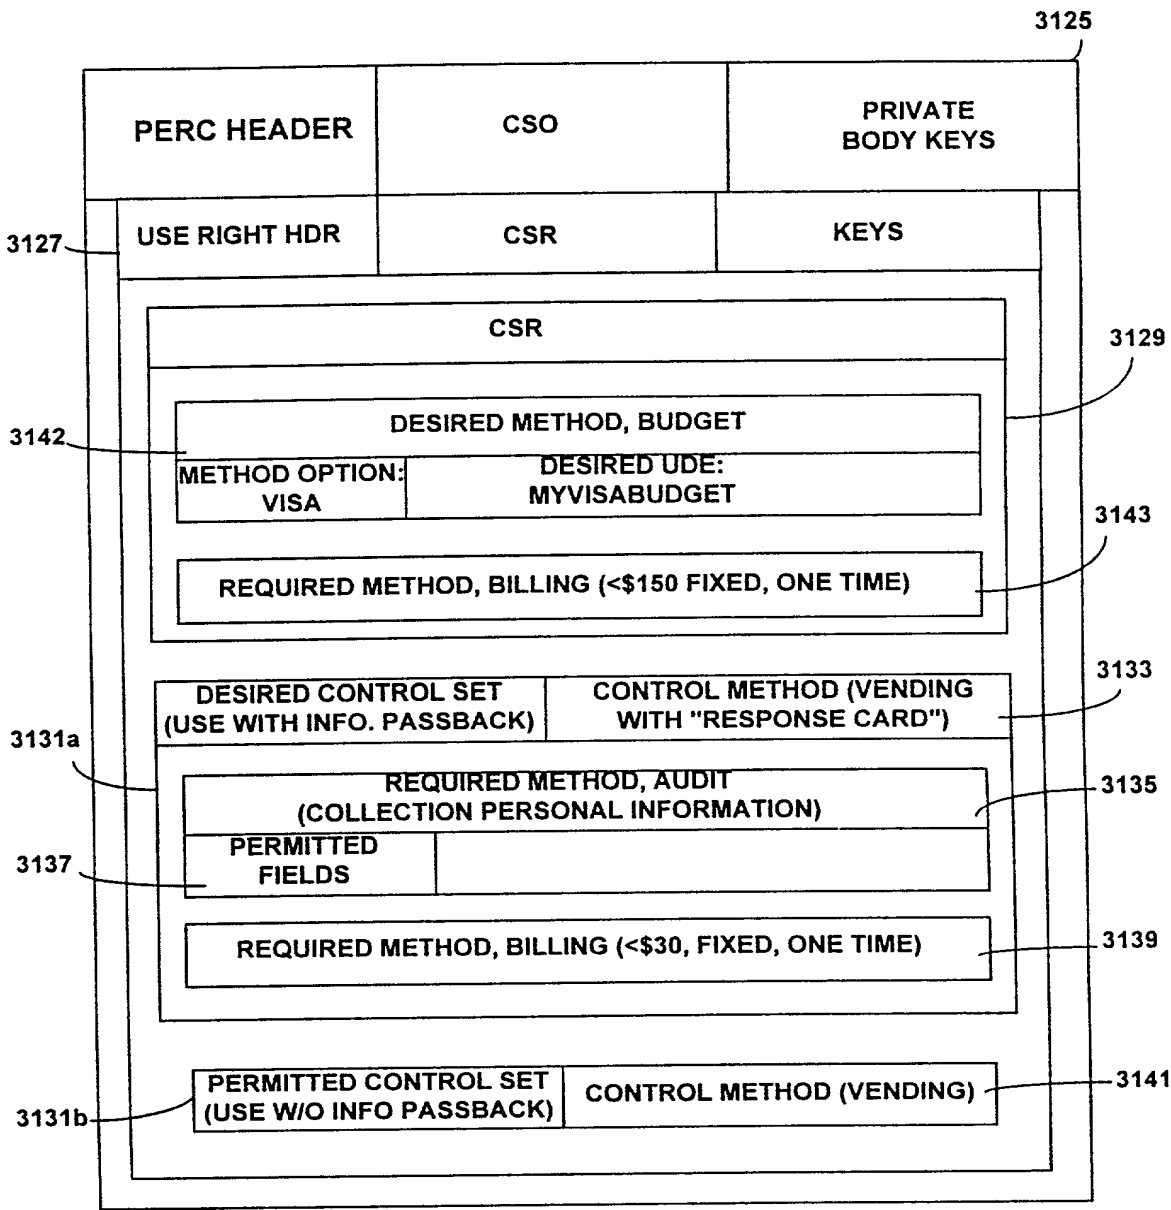 3125
PERC HEADER
CSO
PRIVATE
BODY KEYS
3127
USE RIGHT HDR
CSR
KEYS
CSR
3129
3142
DESIRED METHOD, BUDGET
METHOD OPTION:
VISA
DESIRED UDE:
MYVISABUDGET
3143
REQUIRED METHOD, BILLING (<$150 FIXED, ONE TIME)
3131a
DESIRED CONTROL SET
(USE WITH INFO. PASSBACK)
CONTROL METHOD (VENDING
WITH "RESPONSE CARD")
3133
REQUIRED METHOD, AUDIT
(COLLECTION PERSONAL INFORMATION)
3135
3137
PERMITTED
FIELDS
REQUIRED METHOD, BILLING (<$30, FIXED, ONE TIME)
3139
3131b
PERMITTED CONTROL SET
(USE W/O INFO PASSBACK)
CONTROL METHOD (VENDING)
3141